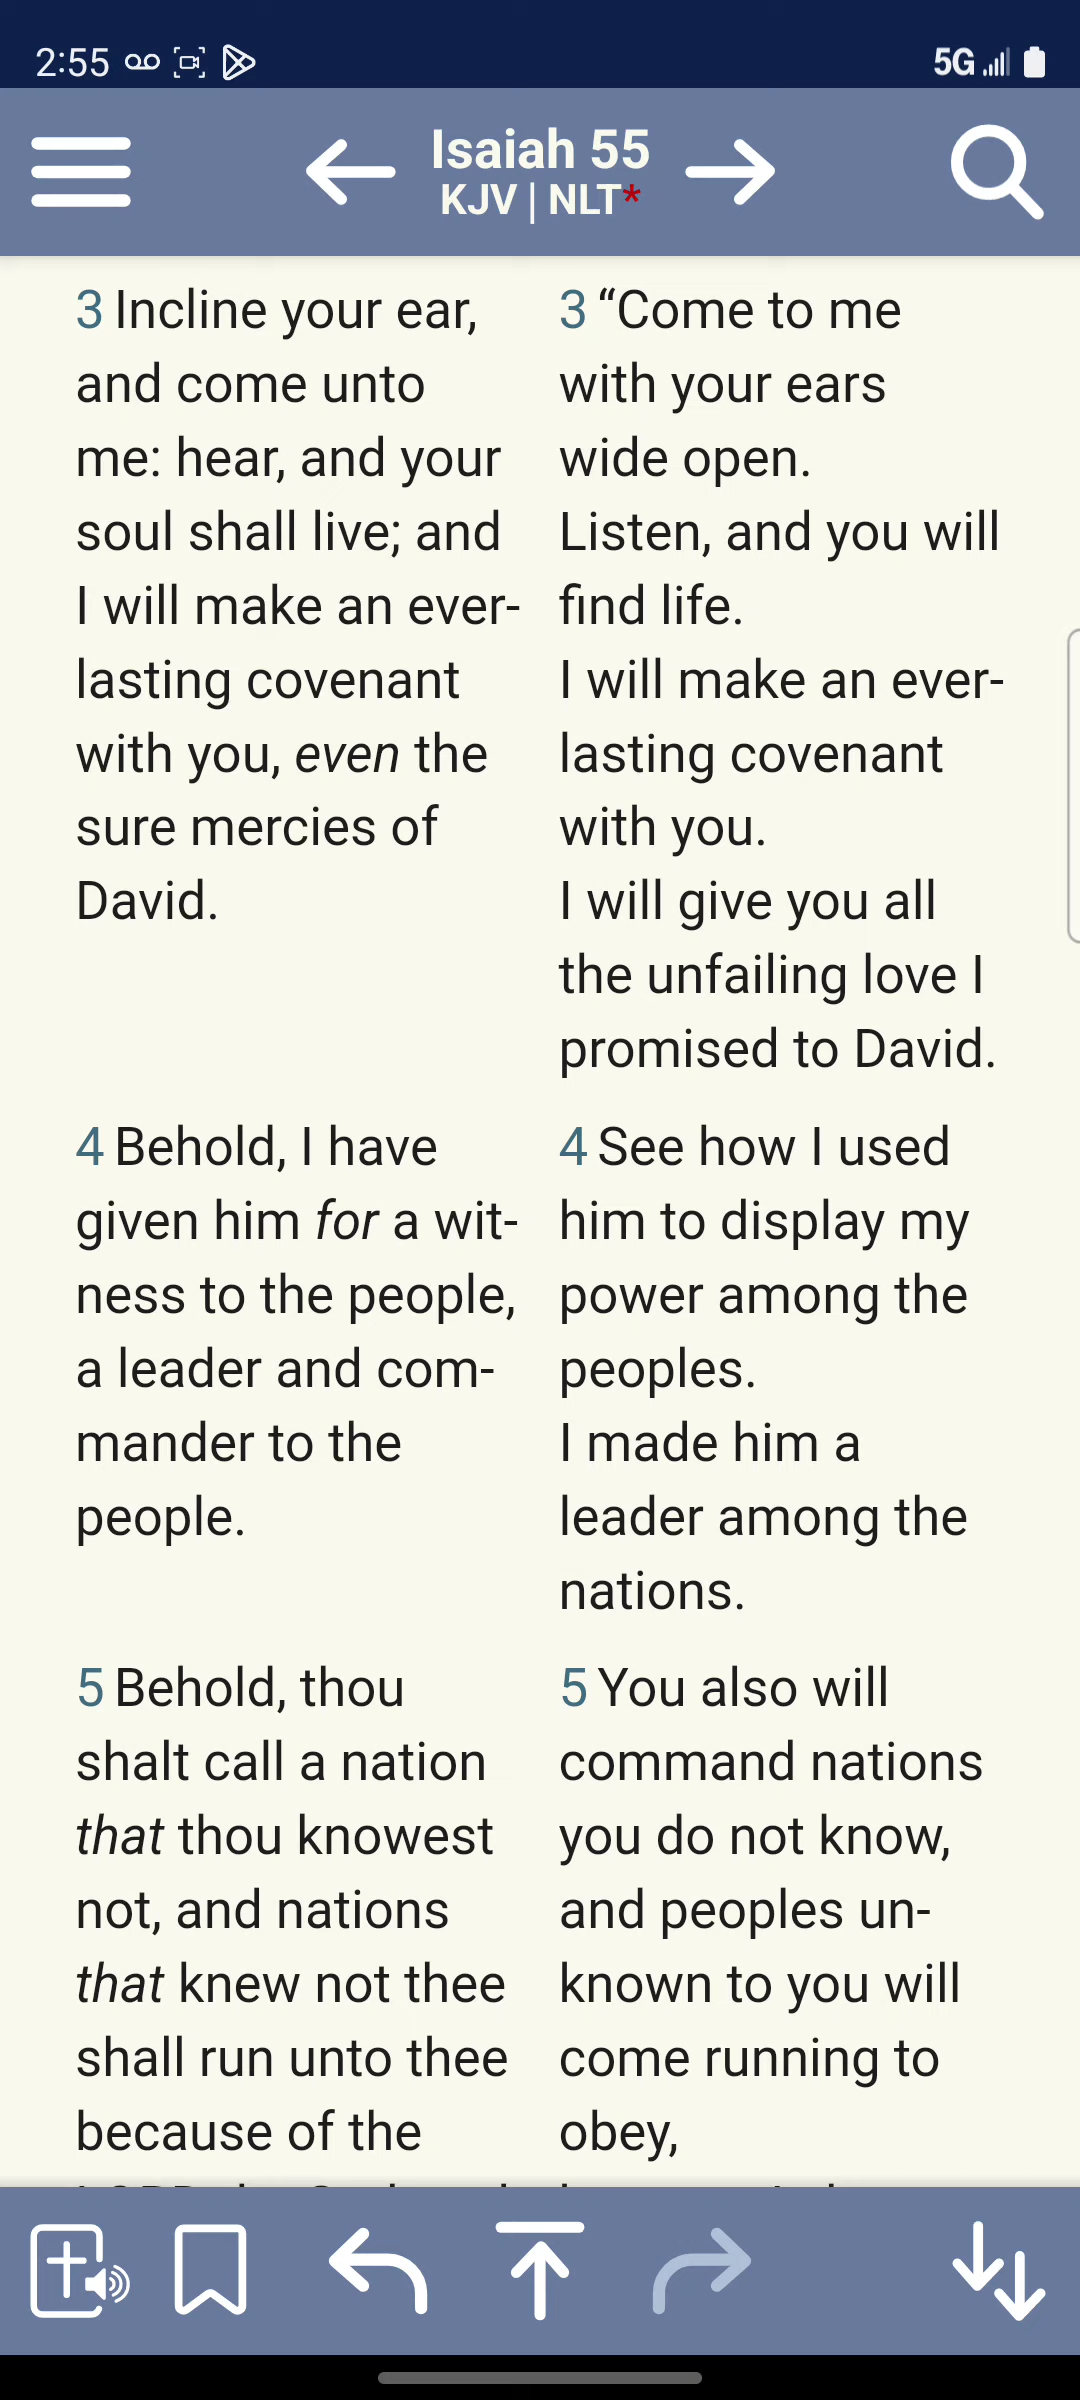 2:55
5G
Isaiah 55
KJV | NLT*
3 Incline your ear,
and come unto
me: hear, and your
soul shall live; and
I will make an ever-
lasting covenant
with you, even the
sure mercies of
David.
3 “Come to me
with your ears
wide open.
Listen, and you will
find life.
I will make an ever-
lasting covenant
with you.
I will give you all
the unfailing love I
promised to David.
4 Behold, I have
given him for a wit-
ness to the people,
a leader and com-
mander to the
people.
4 See how I used
him to display my
power among the
peoples.
I made him a
leader among the
nations.
5 Behold, thou
shalt call a nation
that thou knowest
not, and nations
that knew not thee
shall run unto thee
because of the
5 You also will
command nations
you do not know,
and peoples un-
known to you will
come running to
obey,